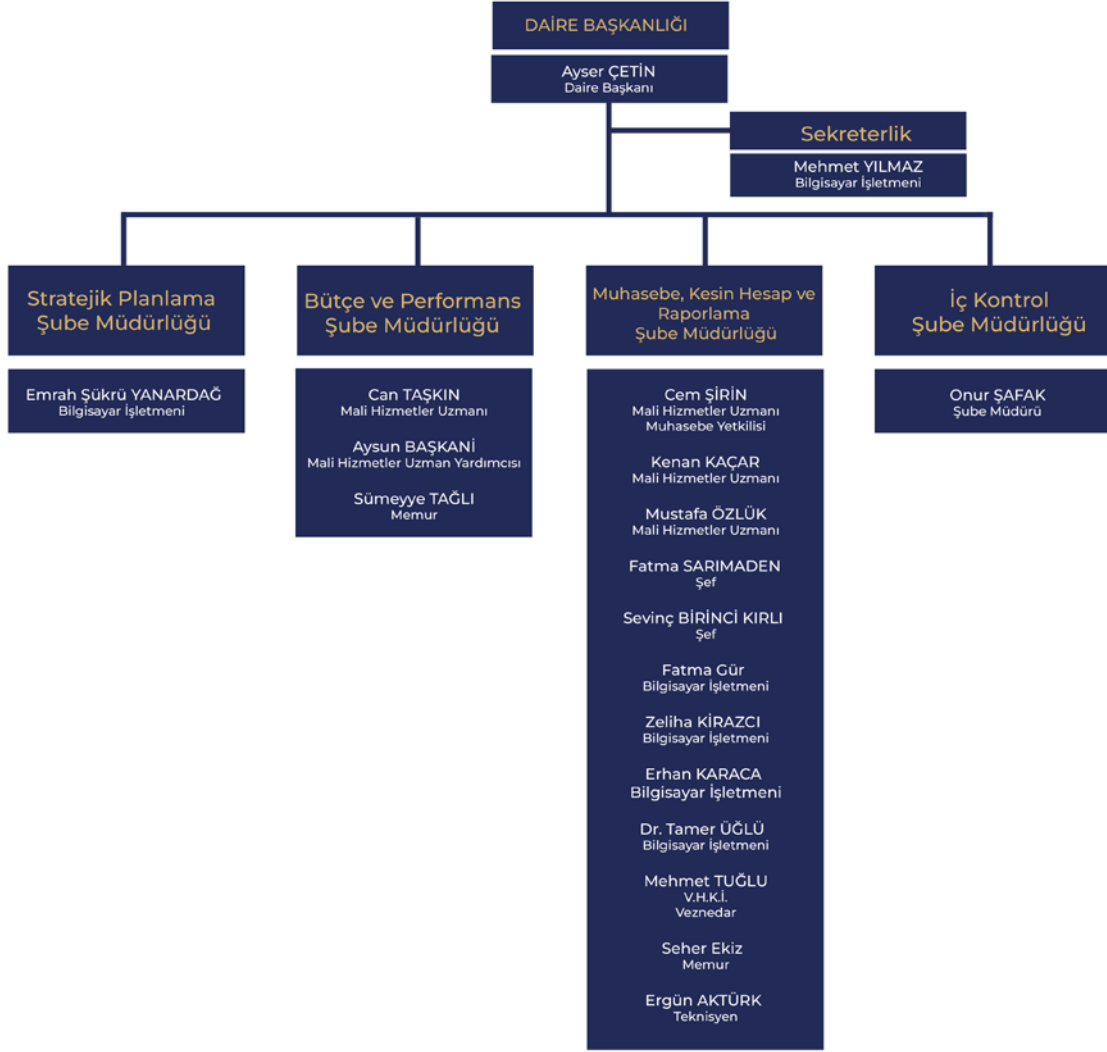 DAİRE BAŞKANLIĞI
Ayser ÇETİN
Daire Başkanı
Sekreterlik
Mehmet YILMAZ
Bilgisayar İşletmeni
Stratejik Planlama
Şube Müdürlüğü
Emrah Şükrü YANARDAĞ
Bilgisayar İşletmeni
Bütçe ve Performans
Şube Müdürlüğü
Can TAŞKIN
Mali Hizmetler Uzmanı
Aysun BAŞKANİ
Mali Hizmetler Uzman Yardımcısı
Sümeyye TAĞLI
Memur
Muhasebe, Kesin Hesap ve
Raporlama
Şube Müdürlüğü
Cem ŞİRİN
Mali Hizmetler Uzmanı
Muhasebe Yetkilisi
Kenan KAÇAR
Mali Hizmetler Uzmanı
Mustafa ÖZLÜK
Mali Hizmetler Uzmanı
Fatma SARIMADEN
Şef
Sevinç BİRİNCİ KIRLI
Şef
Fatma Gür
Bilgisayar İşletmeni
Zeliha KİRAZCI
Bilgisayar İşletmeni
Erhan KARACA
Bilgisayar İşletmeni
Dr. Tamer ÜĞLÜ
Bilgisayar İşletmeni
Mehmet TUĞLU
V.H.K.İ.
Veznedar
Seher Ekiz
Memur
Ergün AKTÜRK
Teknisyen
İç Kontrol
Şube Müdürlüğü
Onur ŞAFAK
Şube Müdürü